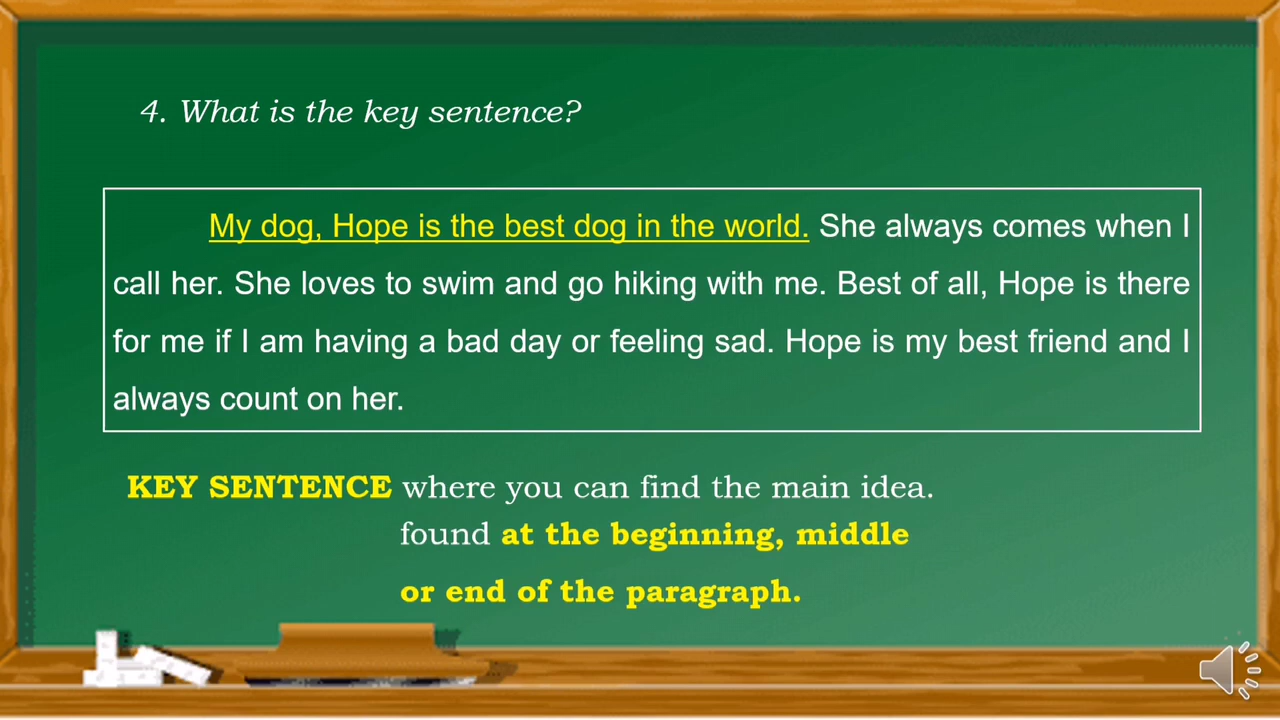 4. What is the key sentence?
My dog, Hope is the best dog in the world. She always comes when I
call her. She loves to swim and go hiking with me. Best of all, Hope is there
for me if I am having a bad day or feeling sad. Hope is my best friend and I
always count on her.
KEY SENTENCE where you can find the main idea.
found at the beginning, middle
or end of the paragraph.